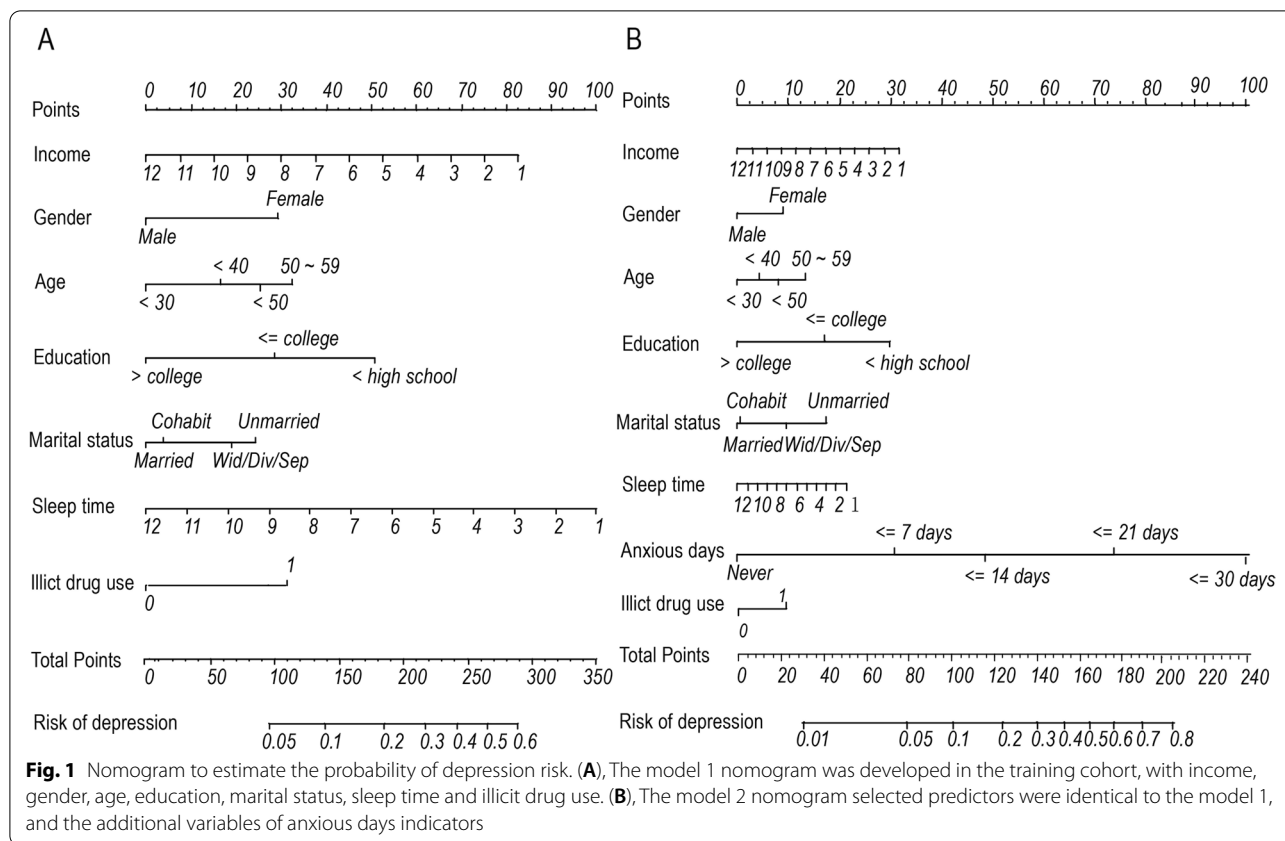 A
0 10 20 30 40 50 60 70 80 90 100
Points
Income
12 11 10 9 8 7 6 5 4 3 2 1
Female
Gender
Male
< 40 50 ~ 59
Age
< 30 < 50
<= college
Education
> college < high school
Cohabit Unmarried
Marital status
Married Wid/Div/Sep
Sleep time
12 11 10 9 8 7 6 5 4 3 2 1
1
Illict drug use
0
Total Points
0 50 100 150 200 250 300 350
Risk of depression
0.05 0.1 0.2 0.3 0.4 0.5 0.6
B
0 10 20 30 40 50 60 70 80 90 100
Points
Income
12 11 10 9 8 7 6 5 4 3 2 1
Female
Gender
Male
< 40 50 ~ 59
Age
< 30 < 50
<= college
Education
> college < high school
Cohabit Unmarried
Marital status
Married Wid/Div/Sep
Sleep time
12 10 8 6 4 2 1
<= 7 days <= 21 days
Anxious days
Never <= 14 days <= 30 days
1
Illict drug use
0
Total Points
0 20 40 60 80 100 120 140 160 180 200 220 240
Risk of depression
0.01 0.05 0.1 0.2 0.3 0.4 0.5 0.6 0.7 0.8
Fig. 1 Nomogram to estimate the probability of depression risk. (A), The model 1 nomogram was developed in the training cohort, with income,
gender, age, education, marital status, sleep time and illicit drug use. (B), The model 2 nomogram selected predictors were identical to the model 1,
and the additional variables of anxious days indicators